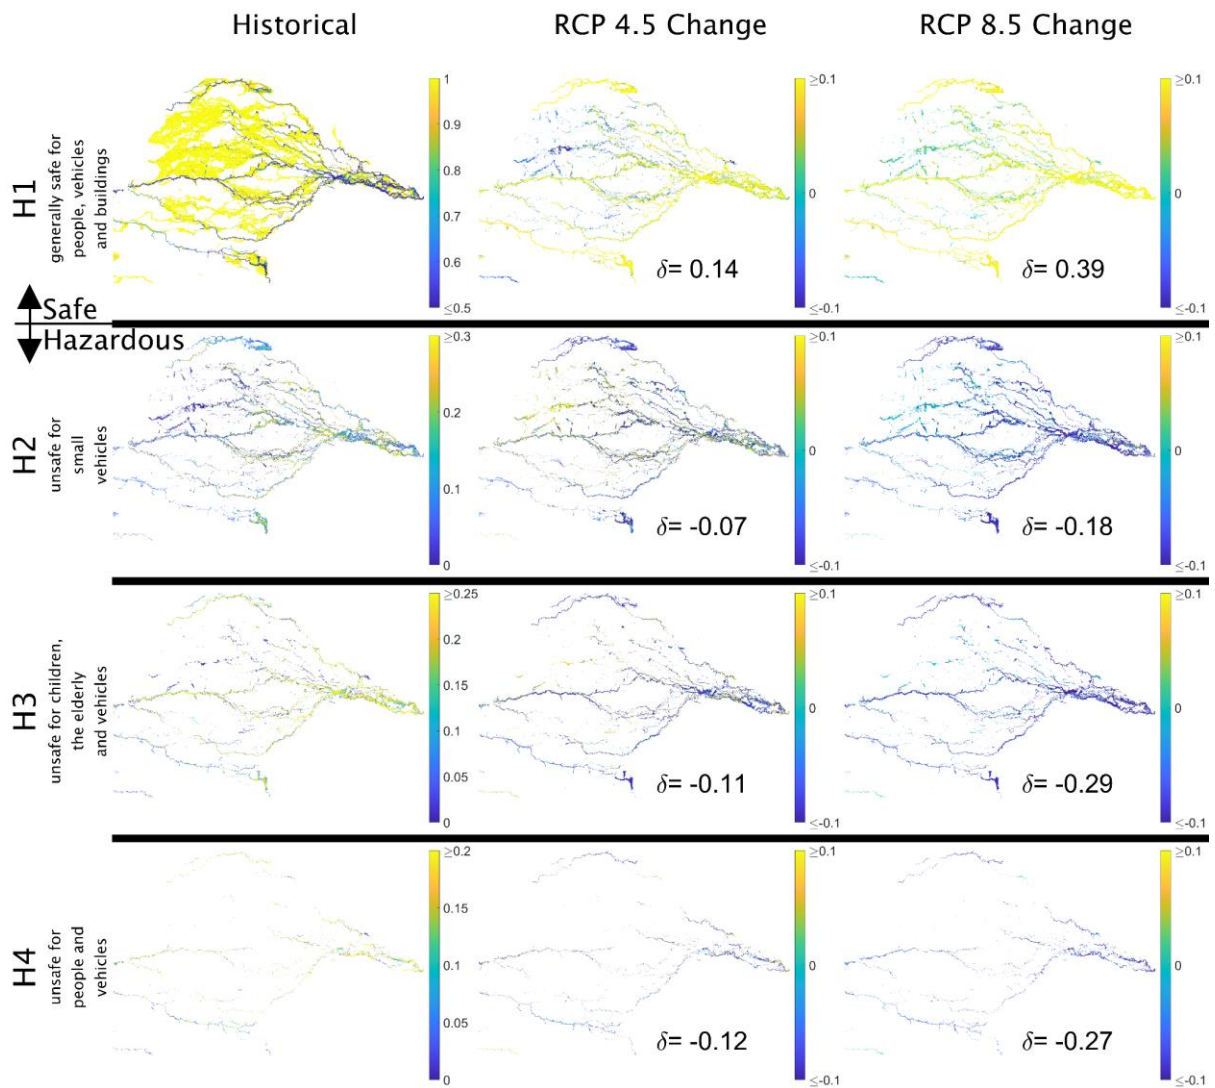 Historical
RCP 4.5 Change
RCP 8.5 Change
H1
generally safe for
people, vehicles
and buildings
1
0.9
0.8
0.7
0.6
≤0.5
≥0.1
0
≤-0.1
δ= 0.14
≥0.1
0
≤-0.1
δ= 0.39
Safe
Hazardous
H2
unsafe for
small
vehicles
≥0.3
0.2
0.1
0
≥0.1
0
≤-0.1
δ= -0.07
≥0.1
0
≤-0.1
δ= -0.18
H3
unsafe for children,
the elderly
and vehicles
≥0.25
0.2
0.15
0.1
0.05
0
≥0.1
0
≤-0.1
δ= -0.11
≥0.1
0
≤-0.1
δ= -0.29
H4
unsafe for
people and
vehicles
≥0.2
0.15
0.1
0.05
0
≥0.1
0
≤-0.1
δ= -0.12
≥0.1
0
≤-0.1
δ= -0.27